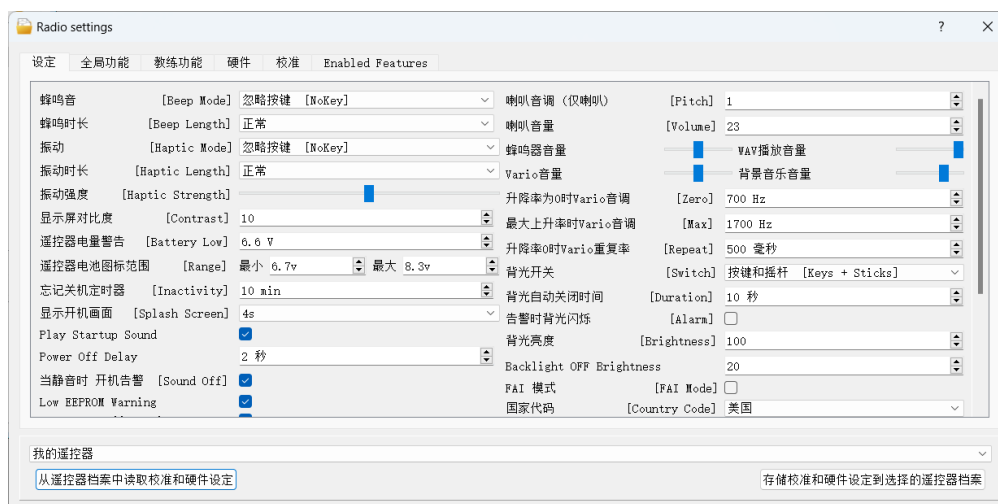 Radio settings ? ×
设定 全局功能 教练功能 硬件 校准 Enabled Features
蜂鸣音 [Beep Mode] 忽略按键 [NoKey]
蜂鸣时长 [Beep Length] 正常
振动 [Haptic Mode] 忽略按键 [NoKey]
振动时长 [Haptic Length] 正常
振动强度 [Haptic Strength]
显示屏对比度 [Contrast] 10
遥控器电量警告 [Battery Low] 6.6 V
遥控器电池图标范围 [Range] 最小 6.7v 最大 8.3v
忘记关机定时器 [Inactivity] 10 min
显示开机画面 [Splash Screen] 4s
Play Startup Sound
Power Off Delay 2 秒
当静音时 开机告警 [Sound Off]
Low EEPROM Warning
喇叭音调（仅喇叭） [Pitch] 1
喇叭音量 [Volume] 23
蜂鸣器音量 WAV播放音量
Vario音量 背景音乐音量
升降率为0时Vario音调 [Zero] 700 Hz
最大上升率时Vario音调 [Max] 1700 Hz
升降率0时Vario重复率 [Repeat] 500 毫秒
背光开关 [Switch] 按键和摇杆 [Keys + Sticks]
背光自动关闭时间 [Duration] 10 秒
告警时背光闪烁 [Alarm]
背光亮度 [Brightness] 100
Backlight OFF Brightness 20
FAI 模式 [FAI Mode]
国家代码 [Country Code] 美国
我的遥控器
从遥控器档案中读取校准和硬件设定 存储校准和硬件设定到选择的遥控器档案